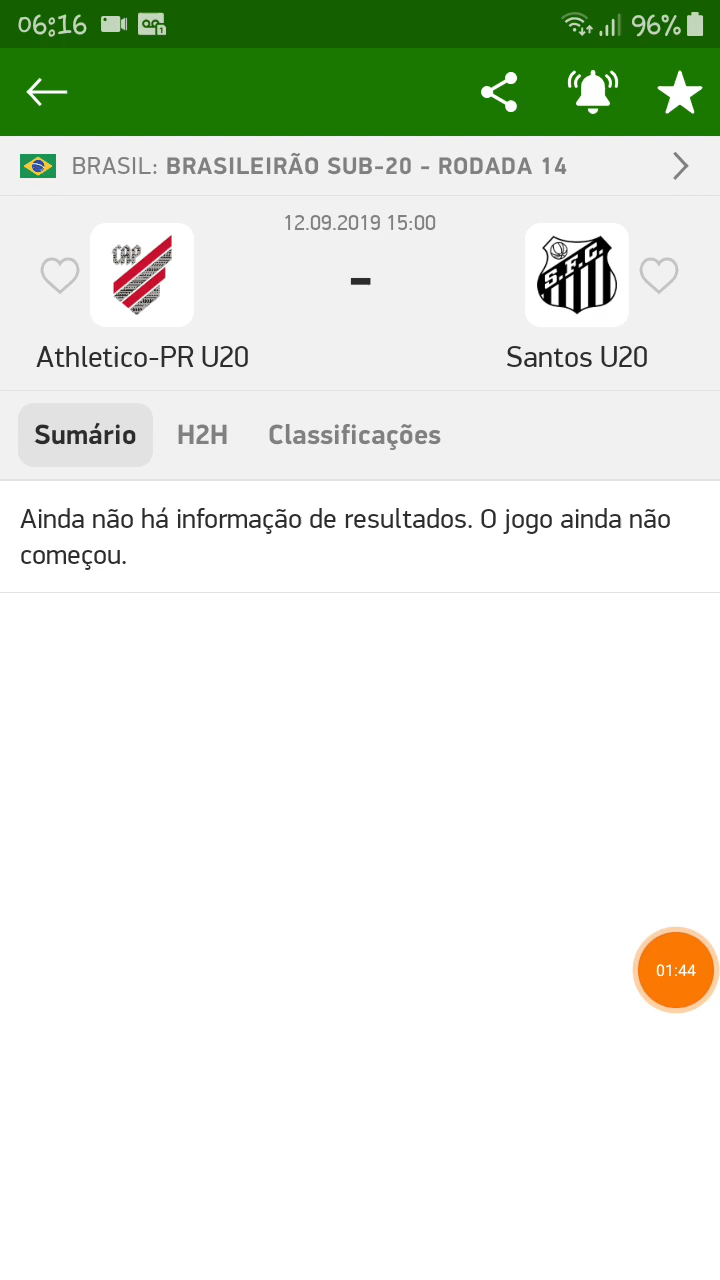 06:16 96%
BRASIL: BRASILEIRÃO SUB-20 - RODADA 14
12.09.2019 15:00
CAP
S.F.C.
-
Athletico-PR U20 Santos U20
Sumário H2H Classificações
Ainda não há informação de resultados. O jogo ainda não
começou.
01:44